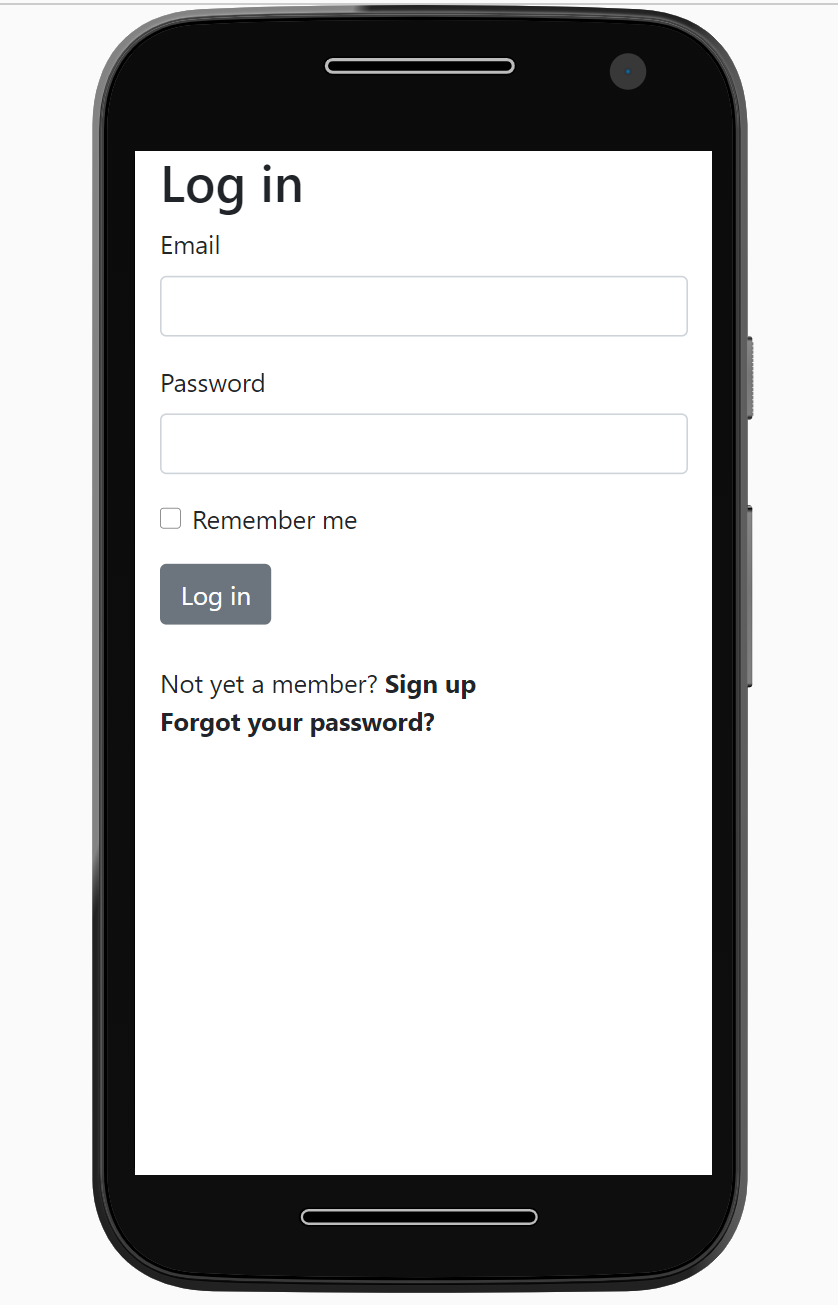 Log in
Email
Password
Remember me
Log in
Not yet a member? Sign up
Forgot your password?